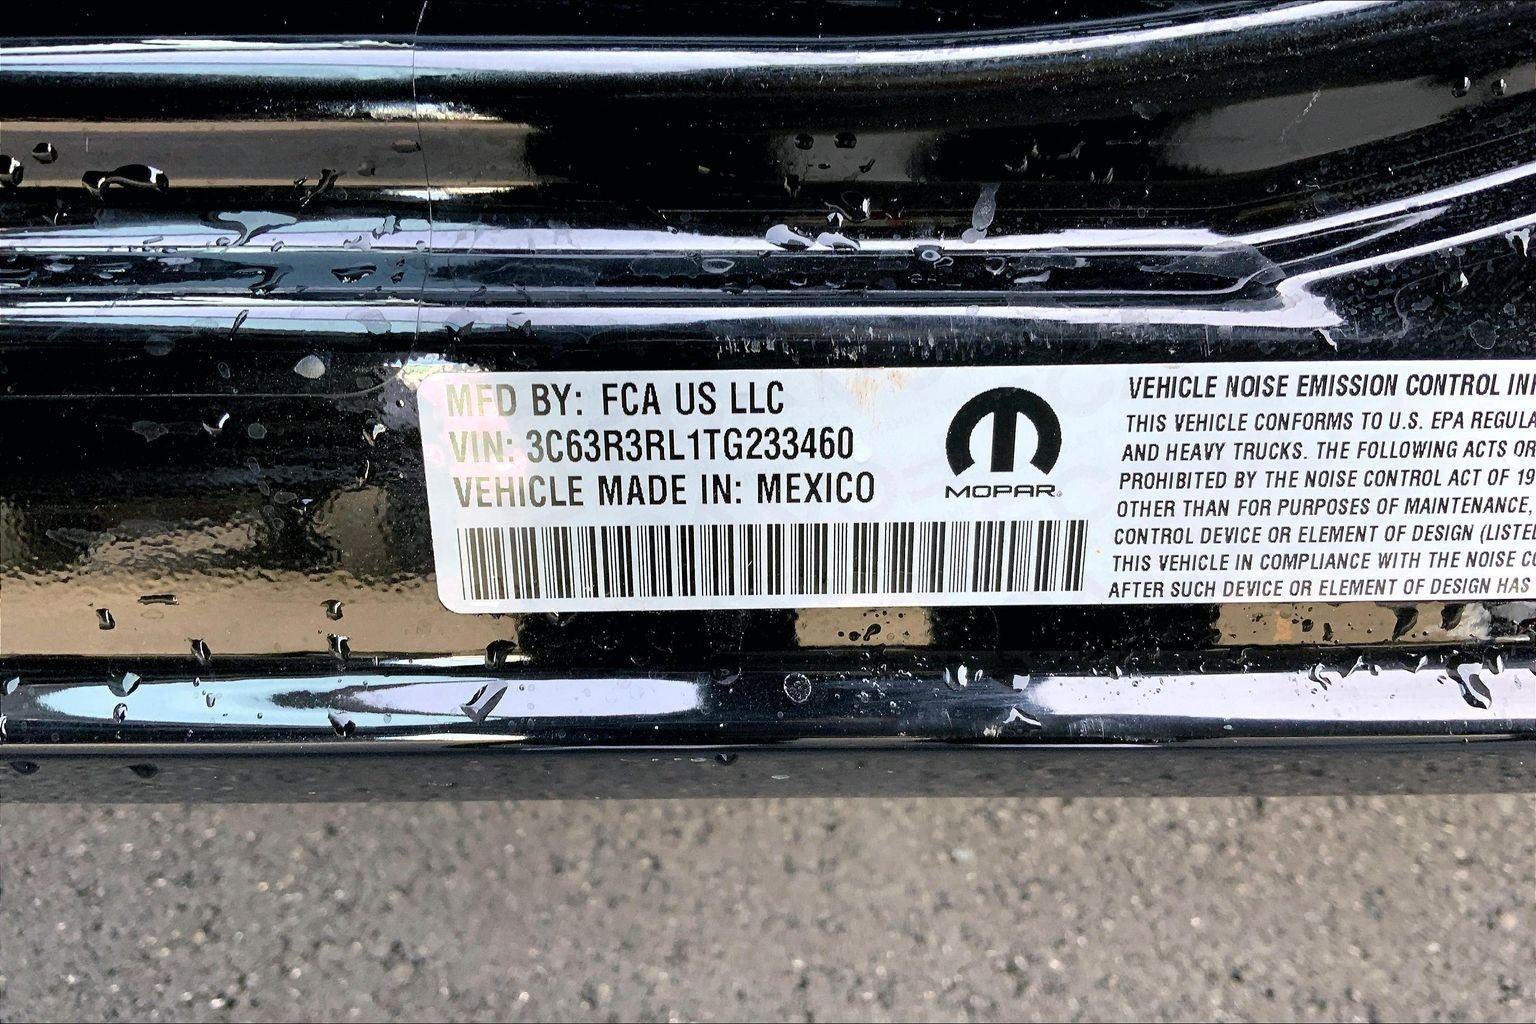 MFD BY: FCA US LLC
VIN: 3C63R3RL1TG233460
VEHICLE MADE IN: MEXICO
MOPAR®
VEHICLE NOISE EMISSION CONTROL
THIS VEHICLE CONFORMS TO U.S. EPA
AND HEAVY TRUCKS. THE FOLLOWING ACTS OR
PROHIBITED BY THE NOISE CONTROL ACT OF 19
OTHER THAN FOR PURPOSES OF MAINTENANCE,
CONTROL DEVICE OR ELEMENT OF DESIGN
THIS VEHICLE IN COMPLIANCE WITH THE NOISE
AFTER SUCH DEVICE OR ELEMENT OF DESIGN HAS